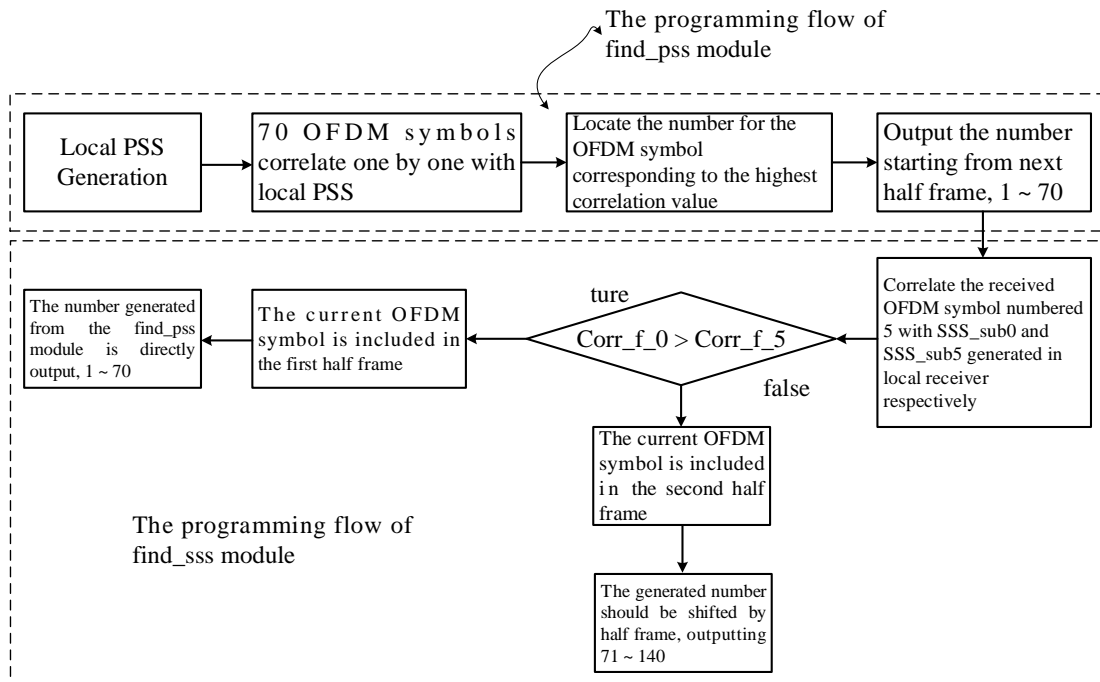 The programming flow of
find_pss module
Local PSS
Generation
70 OFDM symbols
correlate one by one with
local PSS
Locate the number for the
OFDM symbol
corresponding to the highest
correlation value
Output the number
starting from next
half frame, 1 ~ 70
Correlate the received
OFDM symbol numbered
5 with SSS_sub0 and
SSS_sub5 generated in
local receiver
respectively
ture
Corr_f_0 > Corr_f_5
false
The current OFDM
symbol is included in
the first half frame
The number generated
from the find_pss
module is directly
output, 1 ~ 70
The current OFDM
symbol is included
in the second half
frame
The generated number
should be shifted by
half frame, outputting
71 ~ 140
The programming flow of
find_sss module